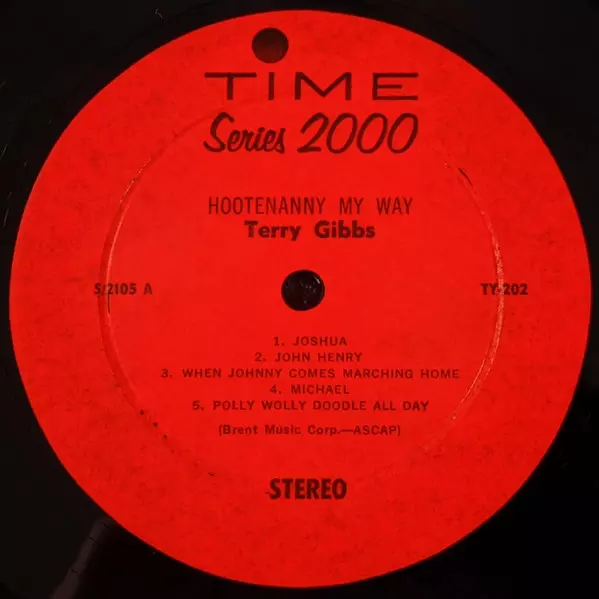 TIME
Series 2000
HOOTENANNY MY WAY
Terry Gibbs
S/2105 A
TY-202
1. JOSHUA
2. JOHN HENRY
3. WHEN JOHNNY COMES MARCHING HOME
4. MICHAEL
5. POLLY WOLLY DOODLE ALL DAY
(Brent Music Corp.—ASCAP)
STEREO